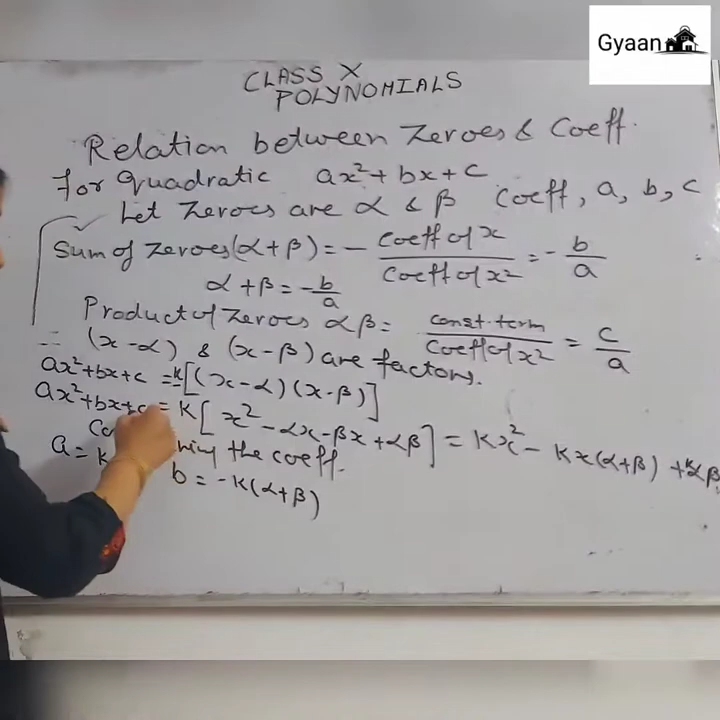 Gyaan
CLASS X
POLYNOMIALS
Relation between Zeroes & Coeff.
For quadratic ax²+bx+c
Let Zeroes are α & β Coeff, a, b, c
Sum of Zeroes(α+β) = - Coeff of x / Coeff of x² = - b/a
α+β = - b/a
Product of Zeroes αβ = const. term / Coeff of x² = c/a
∴ (x-α) & (x-β) are factors.
ax²+bx+c = k[(x-α)(x-β)]
ax²+bx+c = K[x²-αx-βx+αβ] = Kx² - Kx(α+β) + kαβ
the coeff.
a = K b = -K(α+β)